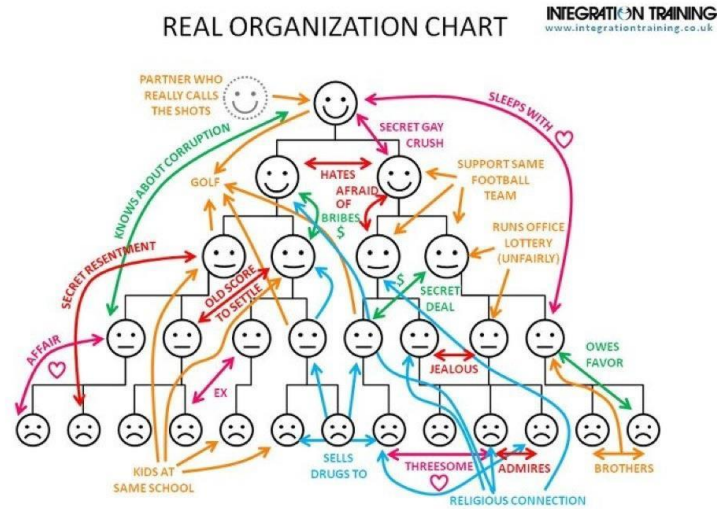 REAL ORGANIZATION CHART
INTEGRATION TRAINING
www.integrationtraining.co.uk
PARTNER WHO
REALLY CALLS
THE SHOTS
SECRET GAY
CRUSH
SLEEPS WITH
KNOWS ABOUT CORRUPTION
GOLF
HATES
AFRAID
OF
BRIBES
$
SUPPORT SAME
FOOTBALL
TEAM
RUNS OFFICE
LOTTERY
(UNFAIRLY)
SECRET RESENTMENT
OLD SCORE
TO SETTLE
$
SECRET
DEAL
AFFAIR
EX
JEALOUS
OWES
FAVOR
KIDS AT
SAME SCHOOL
SELLS
DRUGS TO
THREESOME
ADMIRES
BROTHERS
RELIGIOUS CONNECTION